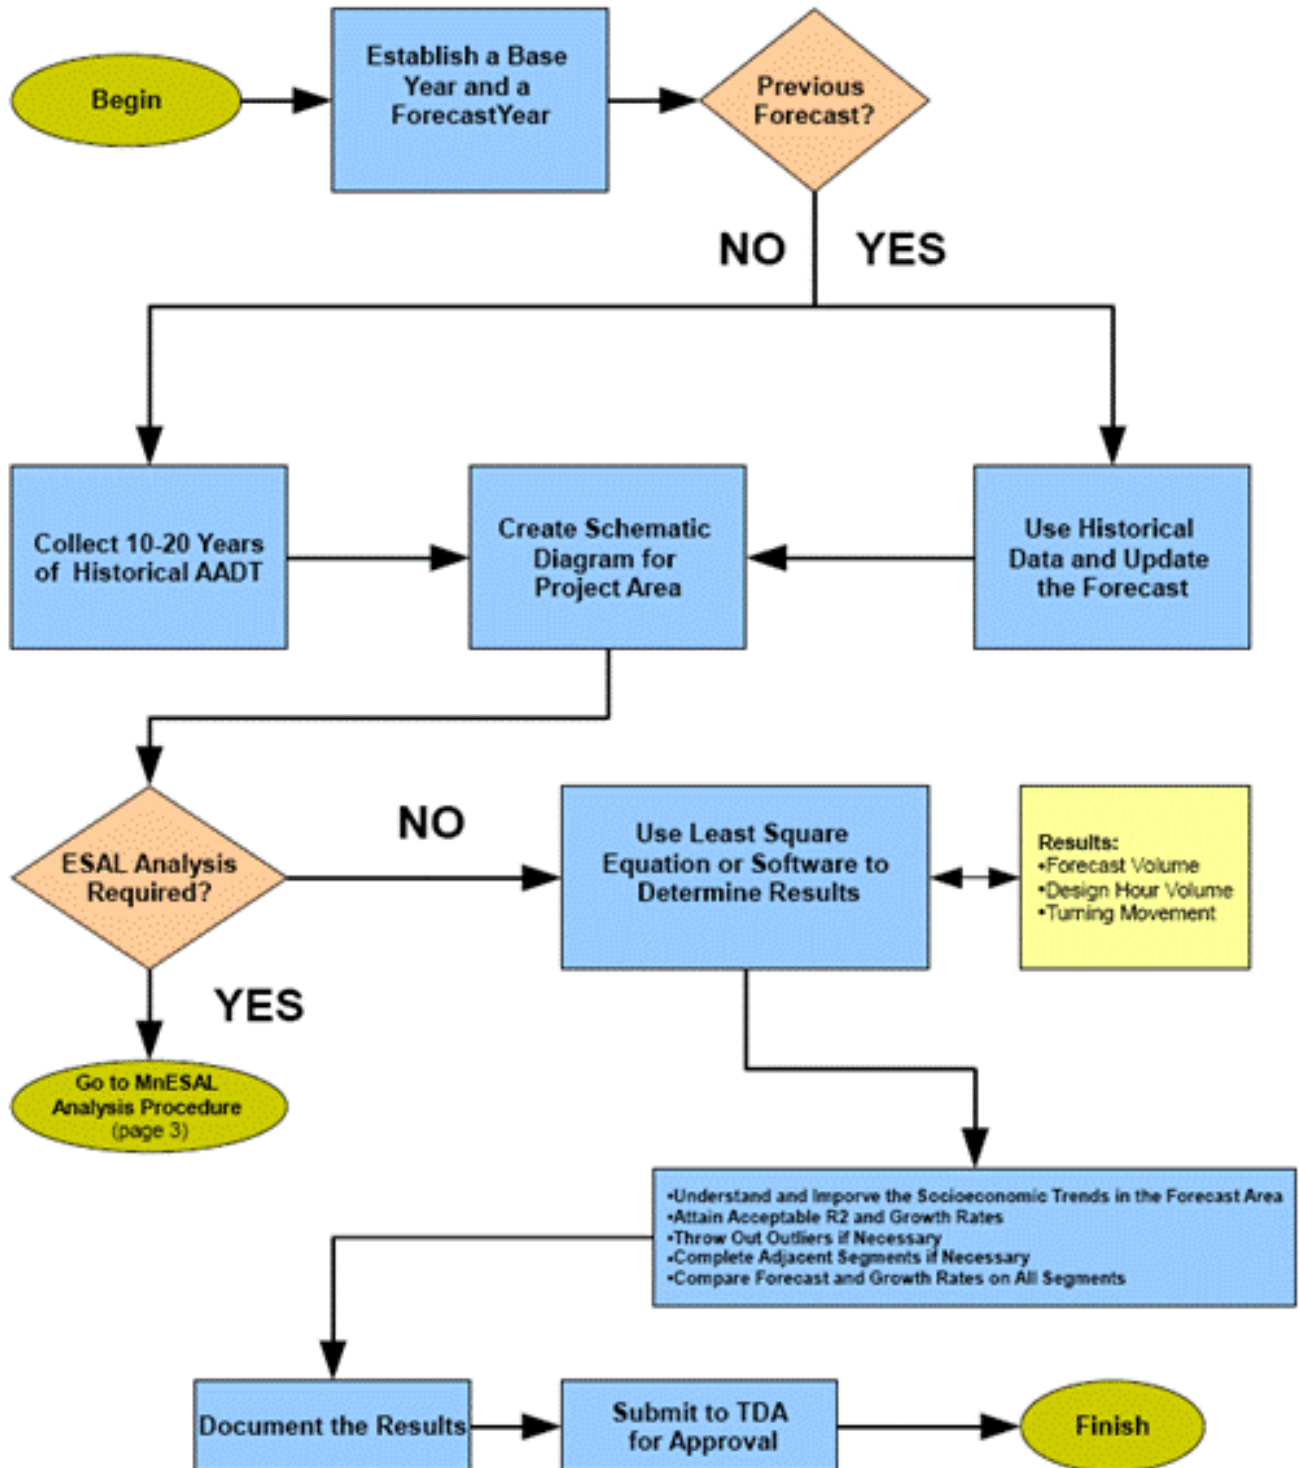 Begin
Establish a Base
Year and a
ForecastYear
Previous
Forecast?
NO
YES
Collect 10-20 Years
of Historical AADT
Create Schematic
Diagram for
Project Area
Use Historical
Data and Update
the Forecast
ESAL Analysis
Required?
NO
Use Least Square
Equation or Software to
Determine Results
Results:
•Forecast Volume
•Design Hour Volume
•Turning Movement
YES
Go to MnESAL
Analysis Procedure
(page 3)
•Understand and Imporve the Socioeconomic Trends in the Forecast Area
•Attain Acceptable R2 and Growth Rates
•Throw Out Outliers if Necessary
•Complete Adjacent Segments if Necessary
•Compare Forecast and Growth Rates on All Segments
Document the Results
Submit to TDA
for Approval
Finish